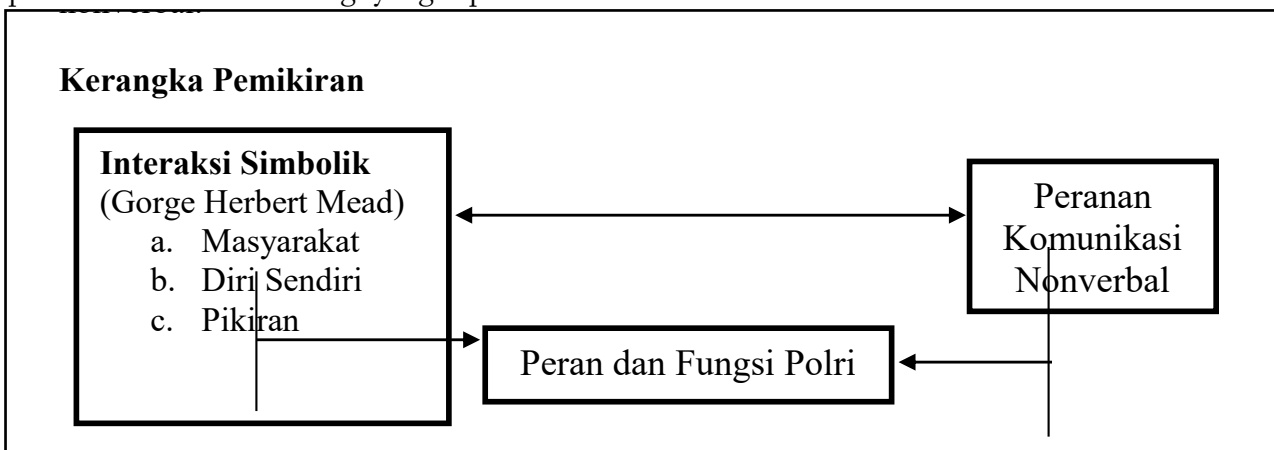 Kerangka Pemikiran
Interaksi Simbolik
(Gorge Herbert Mead)
a. Masyarakat
b. Diri Sendiri
c. Pikiran
Peranan
Komunikasi
Nonverbal
Peran dan Fungsi Polri